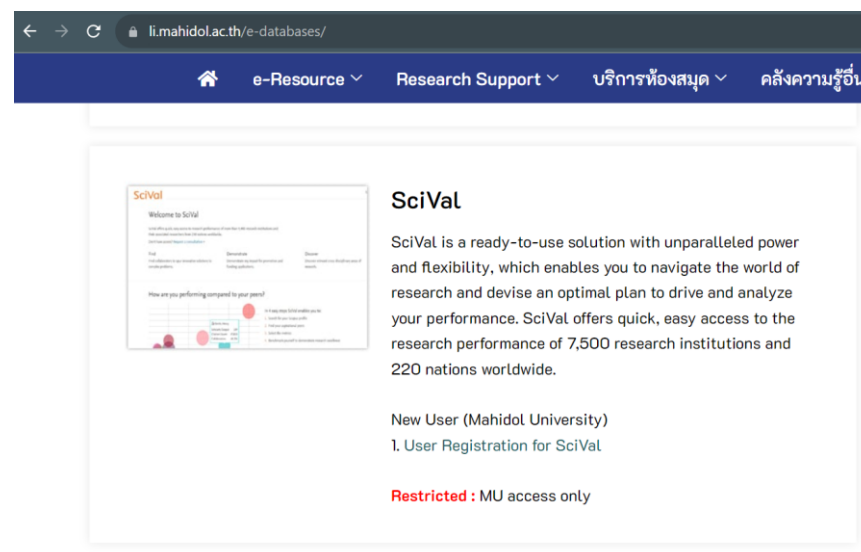 li.mahidol.ac.th/e-databases/
e-Resource
Research Support
บริการห้องสมุด
คลังความรู้อื่น
SciVal
Welcome to SciVal
How are you performing compared to your peers?
SciVal
SciVal is a ready-to-use solution with unparalleled power
and flexibility, which enables you to navigate the world of
research and devise an optimal plan to drive and analyze
your performance. SciVal offers quick, easy access to the
research performance of 7,500 research institutions and
220 nations worldwide.
New User (Mahidol University)
1. User Registration for SciVal
Restricted : MU access only